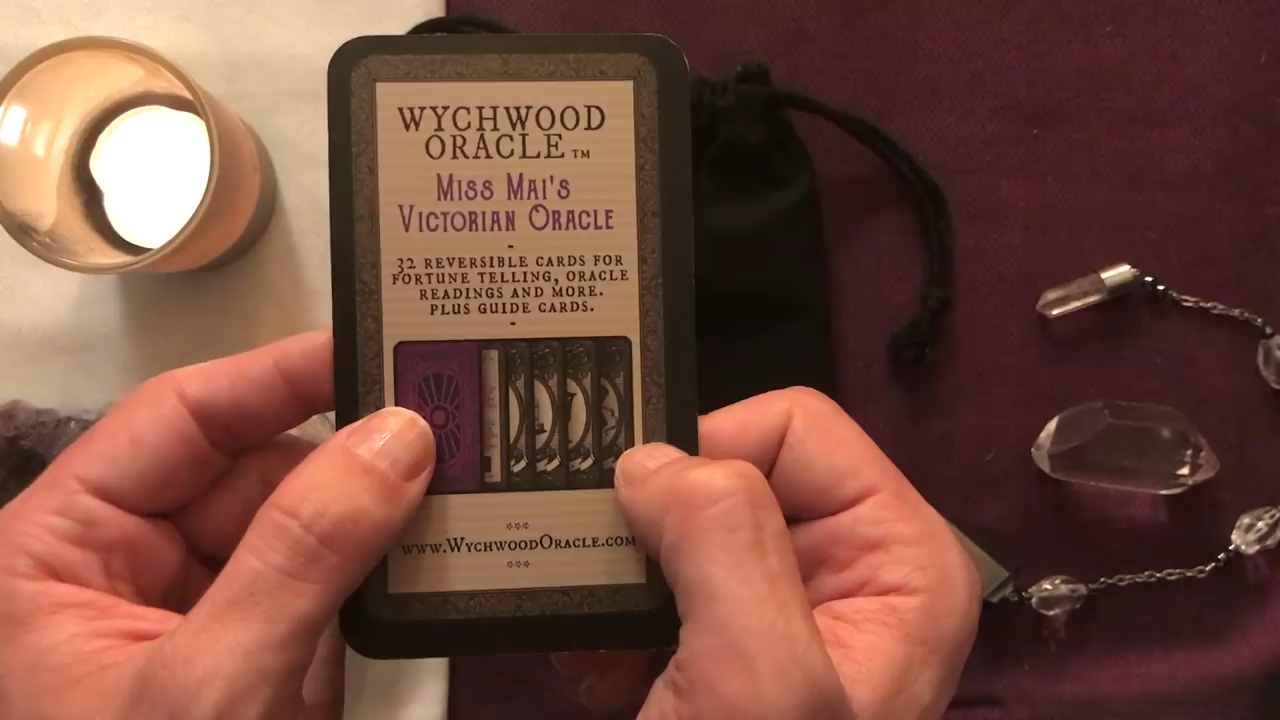 WYCHWOOD
ORACLE™
MISS MAI'S
VICTORIAN ORACLE
-
32 REVERSIBLE CARDS FOR
FORTUNE TELLING, ORACLE
READINGS AND MORE.
PLUS GUIDE CARDS.
-
www.WychwoodOracle.com